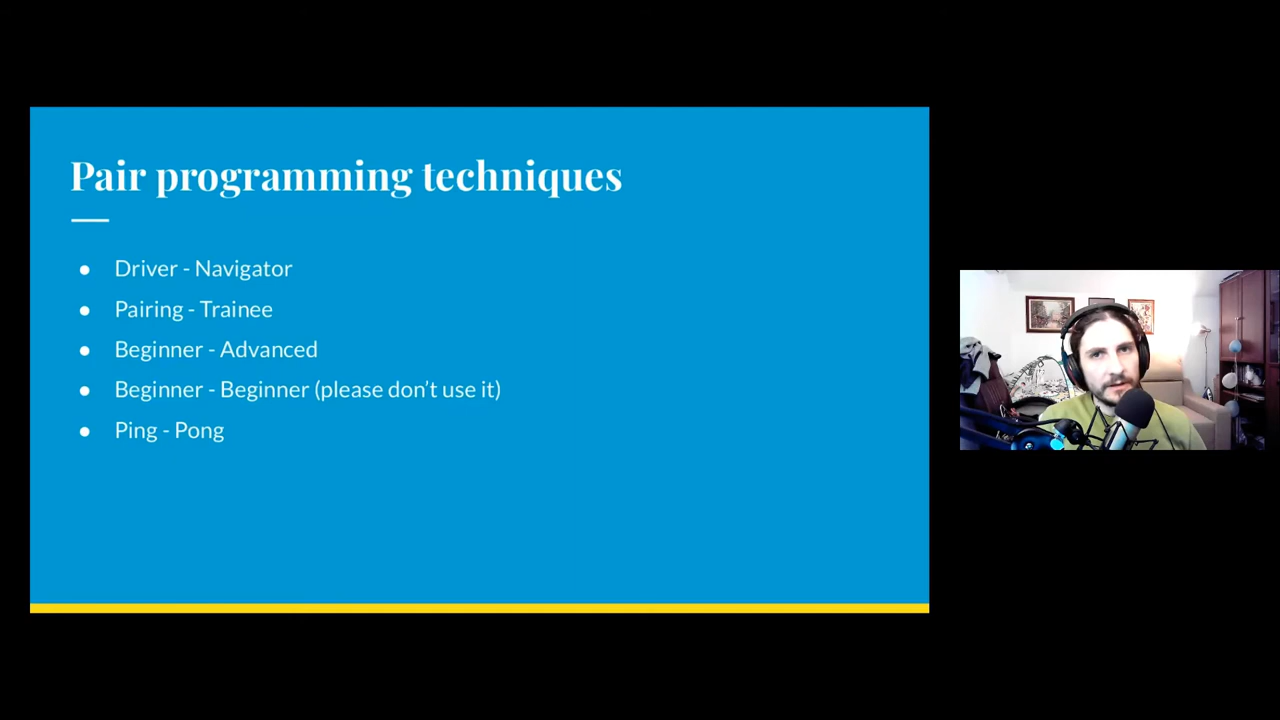 Pair programming techniques
● Driver - Navigator
● Pairing - Trainee
● Beginner - Advanced
● Beginner - Beginner (please don’t use it)
● Ping - Pong